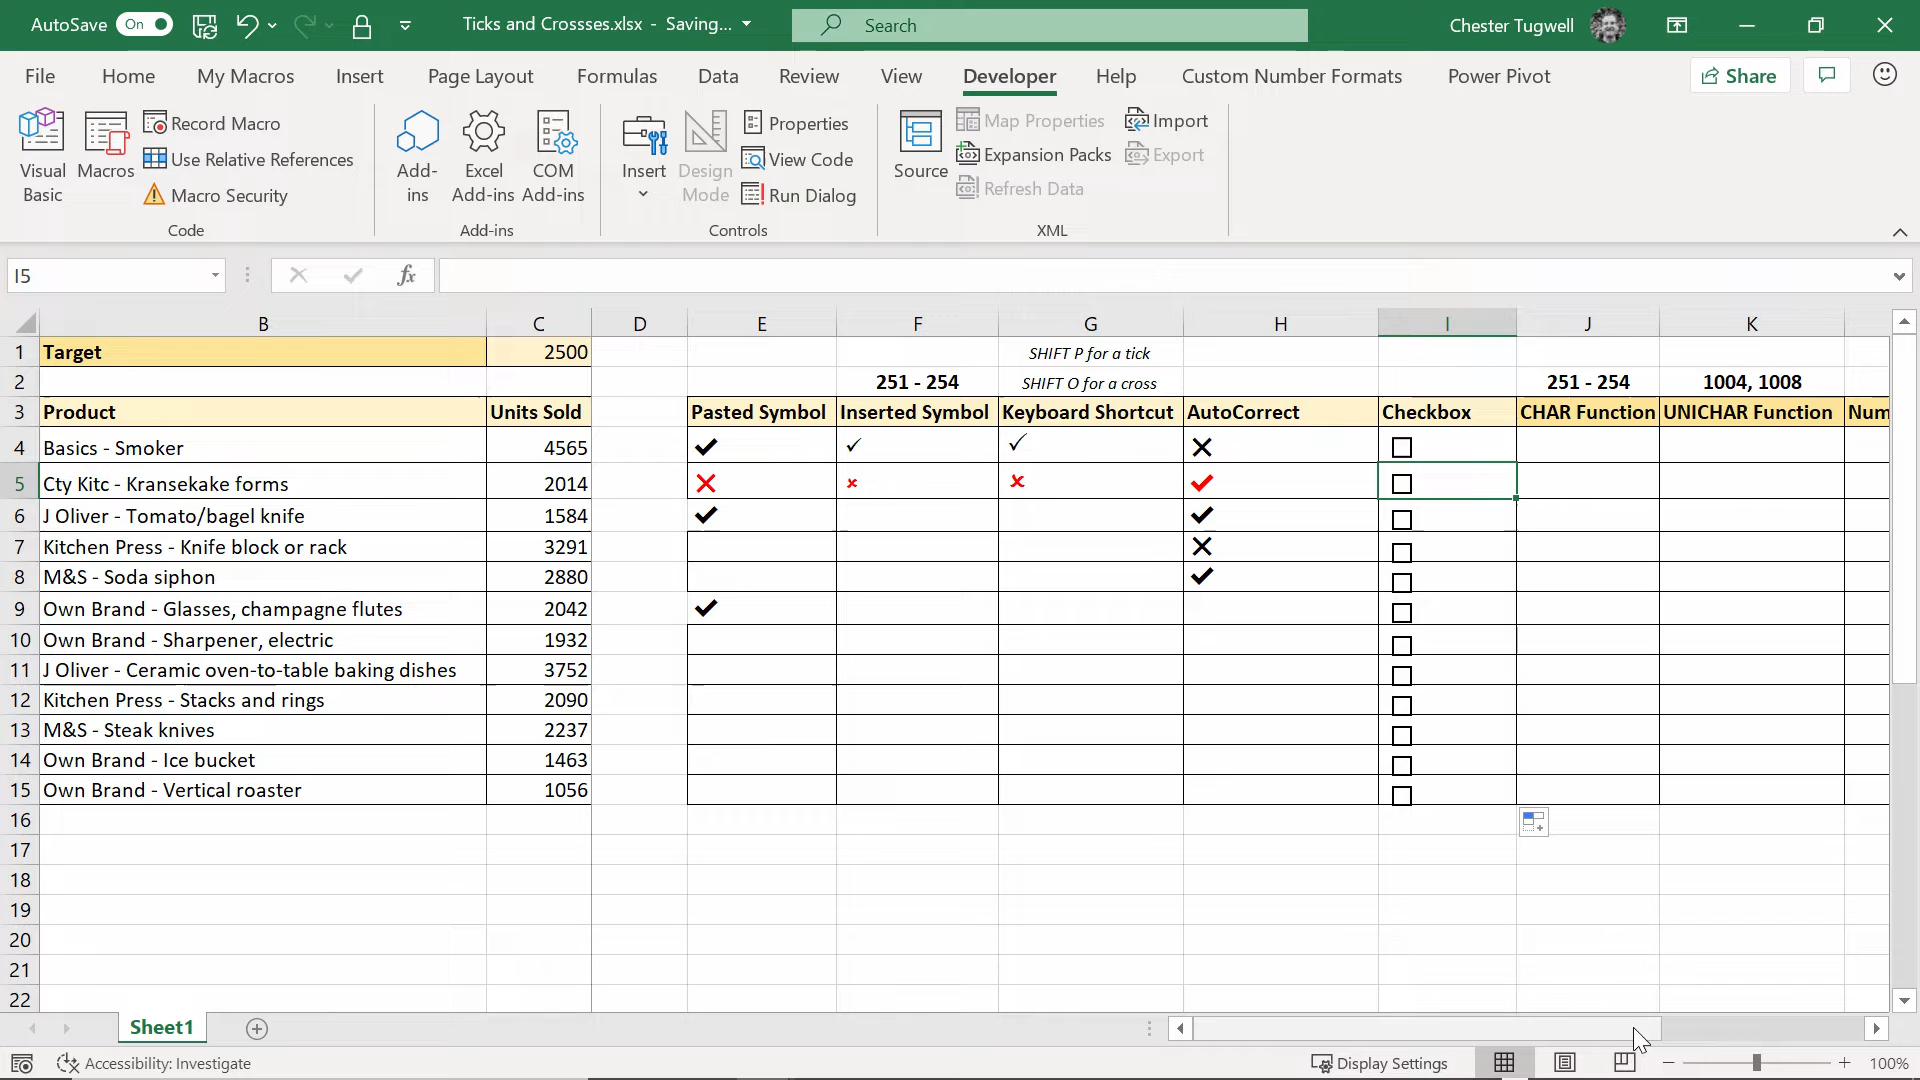 AutoSave On Ticks and Crossses.xlsx - Saving... Search Chester Tugwell
File Home My Macros Insert Page Layout Formulas Data Review View Developer Help Custom Number Formats Power Pivot Share
Visual Basic
Macros
Record Macro
Use Relative References
Macro Security
Code
Add-ins
Excel Add-ins
COM Add-ins
Add-ins
Insert
Design Mode
Properties
View Code
Run Dialog
Controls
Source
Map Properties
Expansion Packs
Refresh Data
Import
Export
XML
I5 fx
B C D E F G H I J K
1 Target 2500 SHIFT P for a tick
2 251 - 254 SHIFT O for a cross 251 - 254 1004, 1008
3 Product Units Sold Pasted Symbol Inserted Symbol Keyboard Shortcut AutoCorrect Checkbox CHAR Function UNICHAR Function Num
4 Basics - Smoker 4565 ✔ ✓ ✓ ✕ ☐
5 Cty Kitc - Kransekake forms 2014 ✕ ✘ ✘ ✔ ☐
6 J Oliver - Tomato/bagel knife 1584 ✔ ✔ ☐
7 Kitchen Press - Knife block or rack 3291 ✕ ☐
8 M&S - Soda siphon 2880 ✔ ☐
9 Own Brand - Glasses, champagne flutes 2042 ✔ ☐
10 Own Brand - Sharpener, electric 1932 ☐
11 J Oliver - Ceramic oven-to-table baking dishes 3752 ☐
12 Kitchen Press - Stacks and rings 2090 ☐
13 M&S - Steak knives 2237 ☐
14 Own Brand - Ice bucket 1463 ☐
15 Own Brand - Vertical roaster 1056 ☐
16
17
18
19
20
21
22
Sheet1
Accessibility: Investigate Display Settings 100%